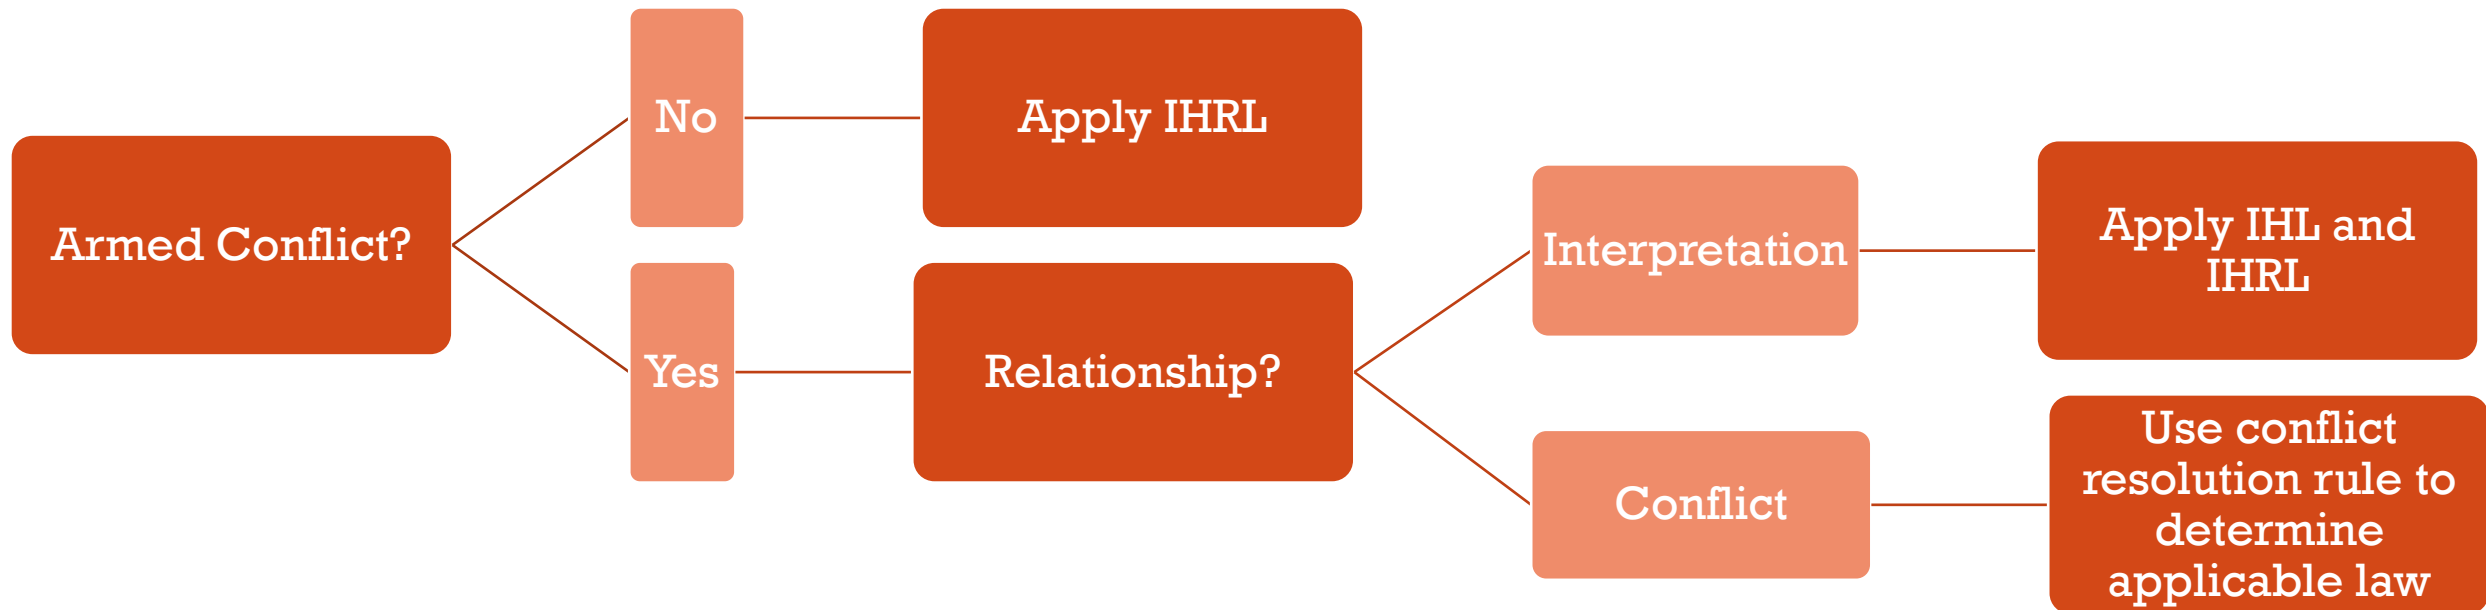 Armed Conflict?
No
Apply IHRL
Yes
Relationship?
Interpretation
Apply IHL and
IHRL
Conflict
Use conflict
resolution rule to
determine
applicable law